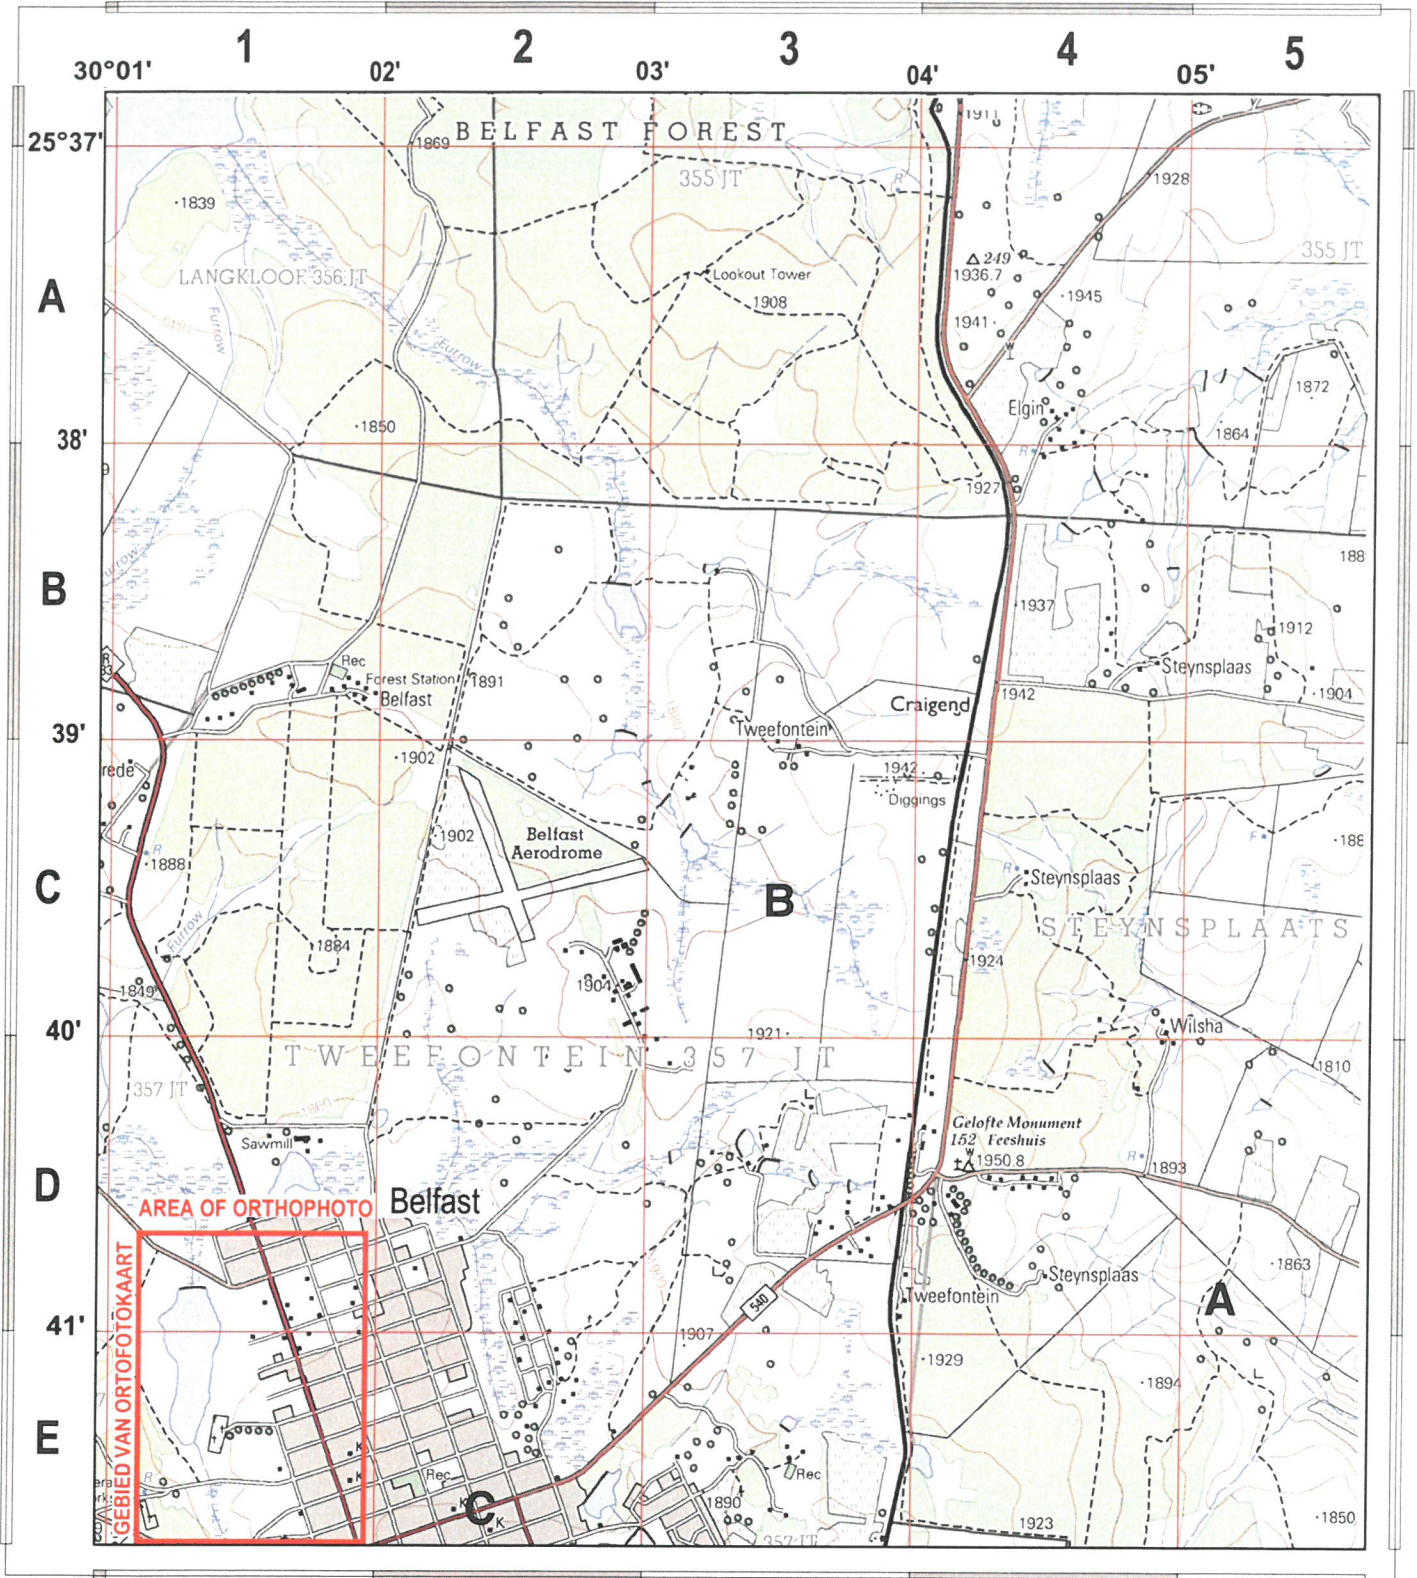 1 2 3 4 5
30°01' 02' 03' 04' 05'
25°37'
BELFAST FOREST
355 JT
1869
1911
1928
1839
LANGKLOOF 356 JT
249
1936.7
355 JT
A
Lookout Tower
1908
1945
1941
Furrow
Furrow
1872
Elgin
1850
1864
38'
R
1927
188
Furrow
B
1937
1912
Rec
Forest Station
Belfast
1891
Steynsplaas
1904
1942
Craigend
Tweefontein
39'
1902
1942
Diggings
rede
1902
Belfast
Aerodrome
188
R
1888
F
R
Steynsplaas
C
B
STEYNSPLAATS
Furrow
1884
1924
1904
1849
Wilsha
40'
1921
TWEEFONTEIN 357 JT
1810
357 JT
1860
Gelofte Monument
152 Feeshuis
1950.8
Sawmill
R
1893
D
AREA OF ORTHOPHOTO
Belfast
GEBIED VAN ORTOFOTOKAART
1863
Steynsplaas
Tweefontein
A
540
41'
1907
1929
1894
L
E
K
R
K
Rec
Rec
K
C
K
1890
1923
1850
357 JT